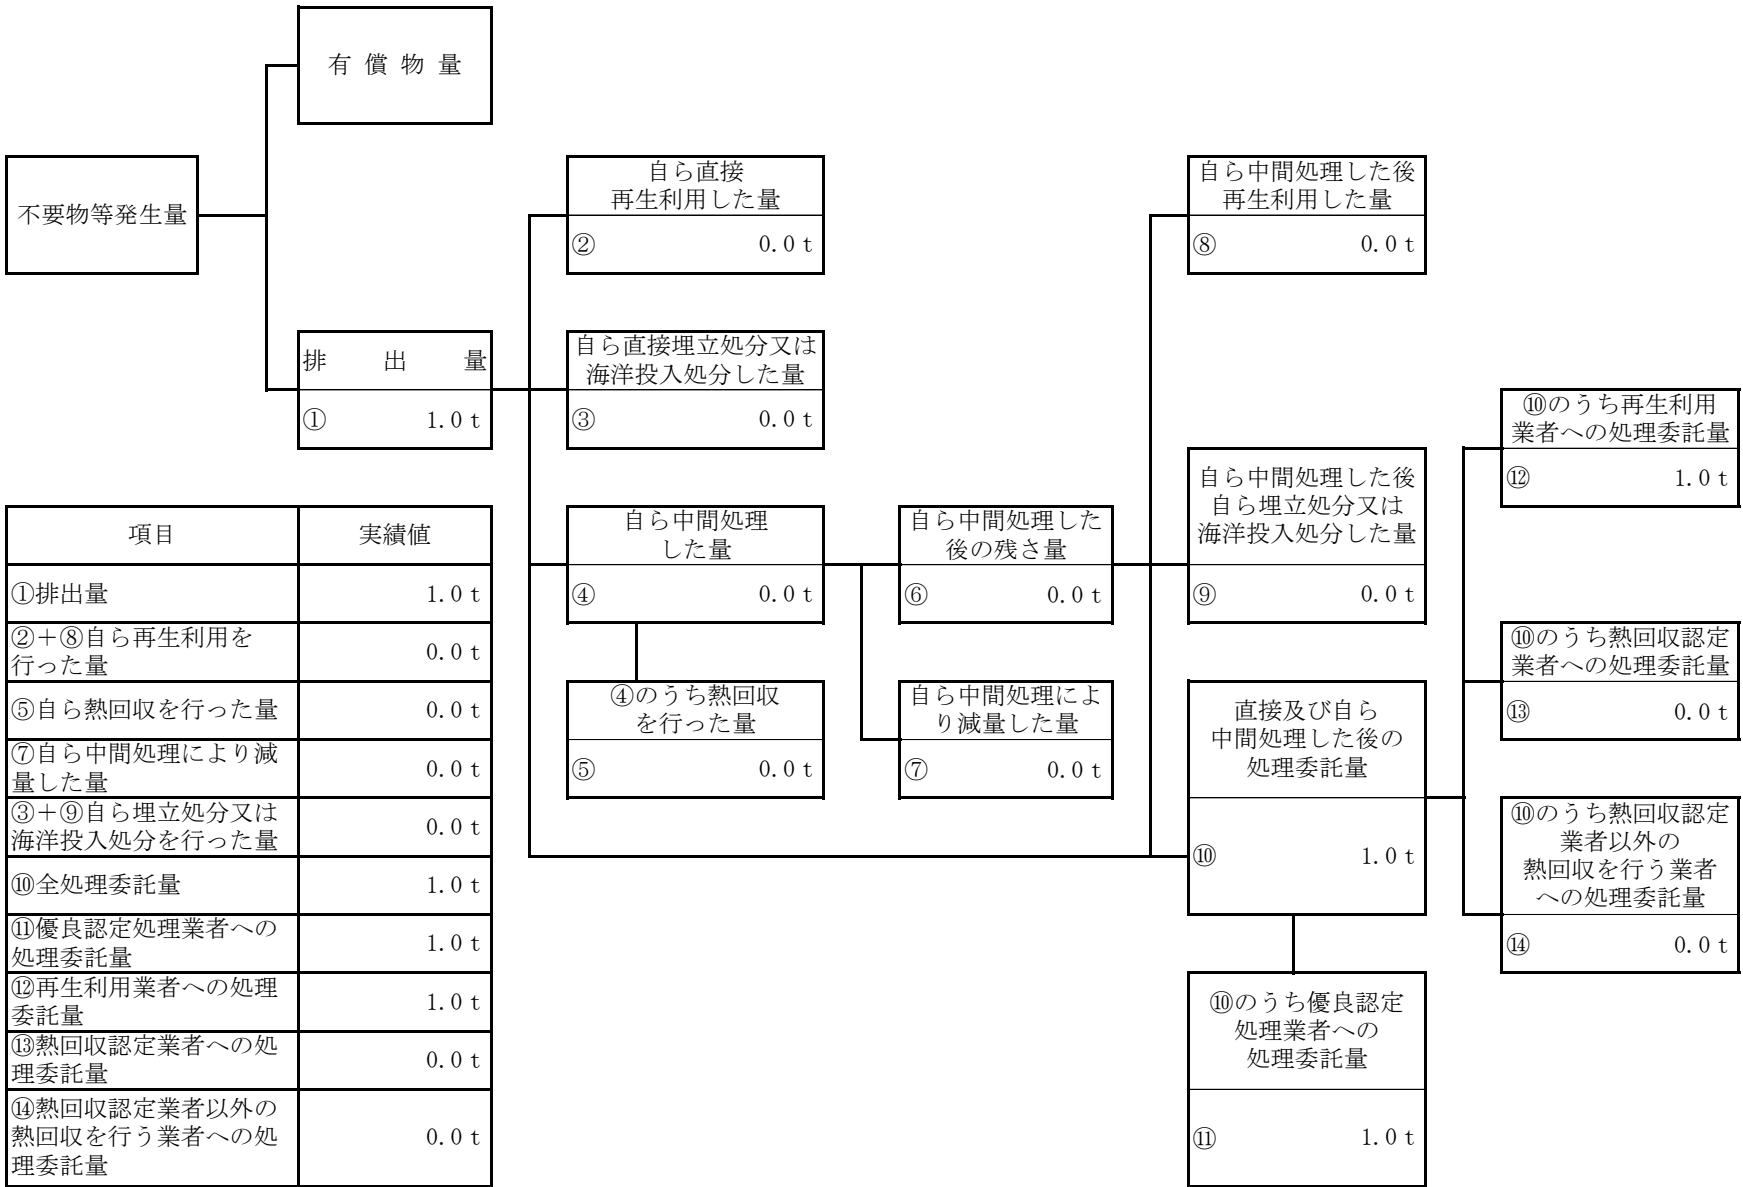 有 償 物 量
不要物等発生量
排 出 量
① 1.0 t
自ら直接
再生利用した量
② 0.0 t
自ら直接埋立処分又は
海洋投入処分した量
③ 0.0 t
自ら中間処理
した量
④ 0.0 t
④のうち熱回収
を行った量
⑤ 0.0 t
自ら中間処理した
後の残さ量
⑥ 0.0 t
自ら中間処理によ
り減量した量
⑦ 0.0 t
自ら中間処理した後
再生利用した量
⑧ 0.0 t
自ら中間処理した後
自ら埋立処分又は
海洋投入処分した量
⑨ 0.0 t
直接及び自ら
中間処理した後の
処理委託量
⑩ 1.0 t
⑩のうち優良認定
処理業者への
処理委託量
⑪ 1.0 t
⑩のうち再生利用
業者への処理委託量
⑫ 1.0 t
⑩のうち熱回収認定
業者への処理委託量
⑬ 0.0 t
⑩のうち熱回収認定
業者以外の
熱回収を行う業者
への処理委託量
⑭ 0.0 t
項目 実績値
①排出量 1.0 t
②+⑧自ら再生利用を
行った量 0.0 t
⑤自ら熱回収を行った量 0.0 t
⑦自ら中間処理により減
量した量 0.0 t
③+⑨自ら埋立処分又は
海洋投入処分を行った量 0.0 t
⑩全処理委託量 1.0 t
⑪優良認定処理業者への
処理委託量 1.0 t
⑫再生利用業者への処理
委託量 1.0 t
⑬熱回収認定業者への処
理委託量 0.0 t
⑭熱回収認定業者以外の
熱回収を行う業者への処
理委託量 0.0 t